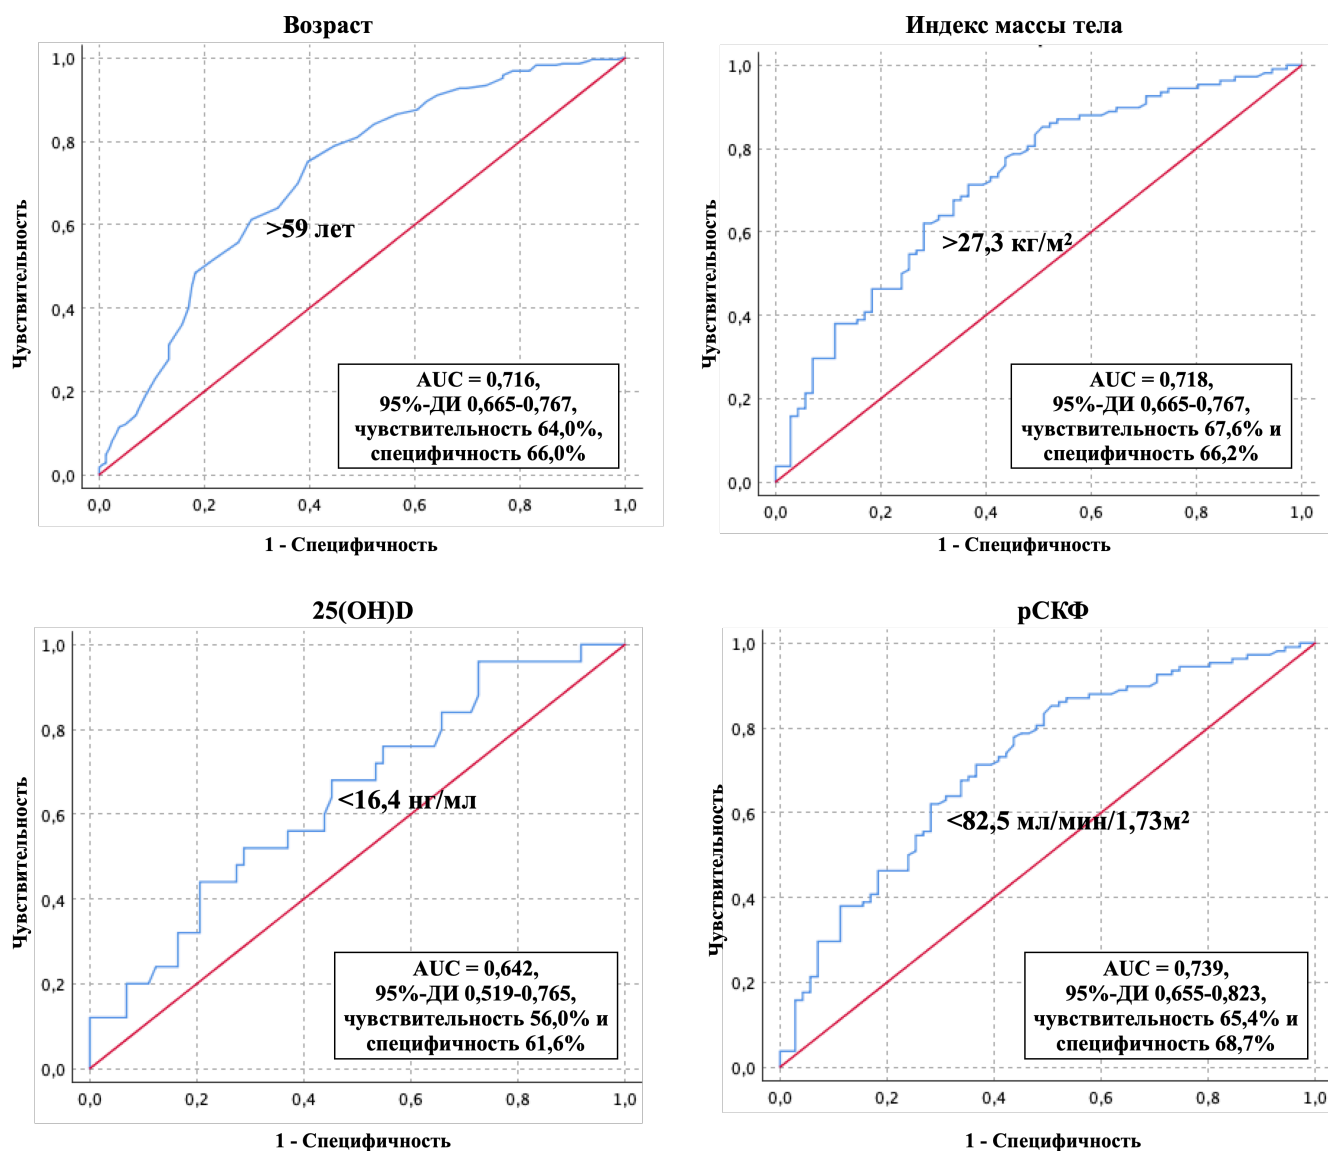 Возраст
1,0
0,8
0,6
0,4
0,2
0,0
Чувствительность
>59 лет
AUC = 0,716,
95%-ДИ 0,665-0,767,
чувствительность 64,0%,
специфичность 66,0%
0,0 0,2 0,4 0,6 0,8 1,0
1 - Специфичность
Индекс массы тела
1,0
0,8
0,6
0,4
0,2
0,0
Чувствительность
>27,3 кг/м²
AUC = 0,718,
95%-ДИ 0,665-0,767,
чувствительность 67,6% и
специфичность 66,2%
0,0 0,2 0,4 0,6 0,8 1,0
1 - Специфичность
25(OH)D
1,0
0,8
0,6
0,4
0,2
0,0
Чувствительность
<16,4 нг/мл
AUC = 0,642,
95%-ДИ 0,519-0,765,
чувствительность 56,0% и
специфичность 61,6%
0,0 0,2 0,4 0,6 0,8 1,0
1 - Специфичность
рСКФ
1,0
0,8
0,6
0,4
0,2
0,0
Чувствительность
<82,5 мл/мин/1,73м²
AUC = 0,739,
95%-ДИ 0,655-0,823,
чувствительность 65,4% и
специфичность 68,7%
0,0 0,2 0,4 0,6 0,8 1,0
1 - Специфичность